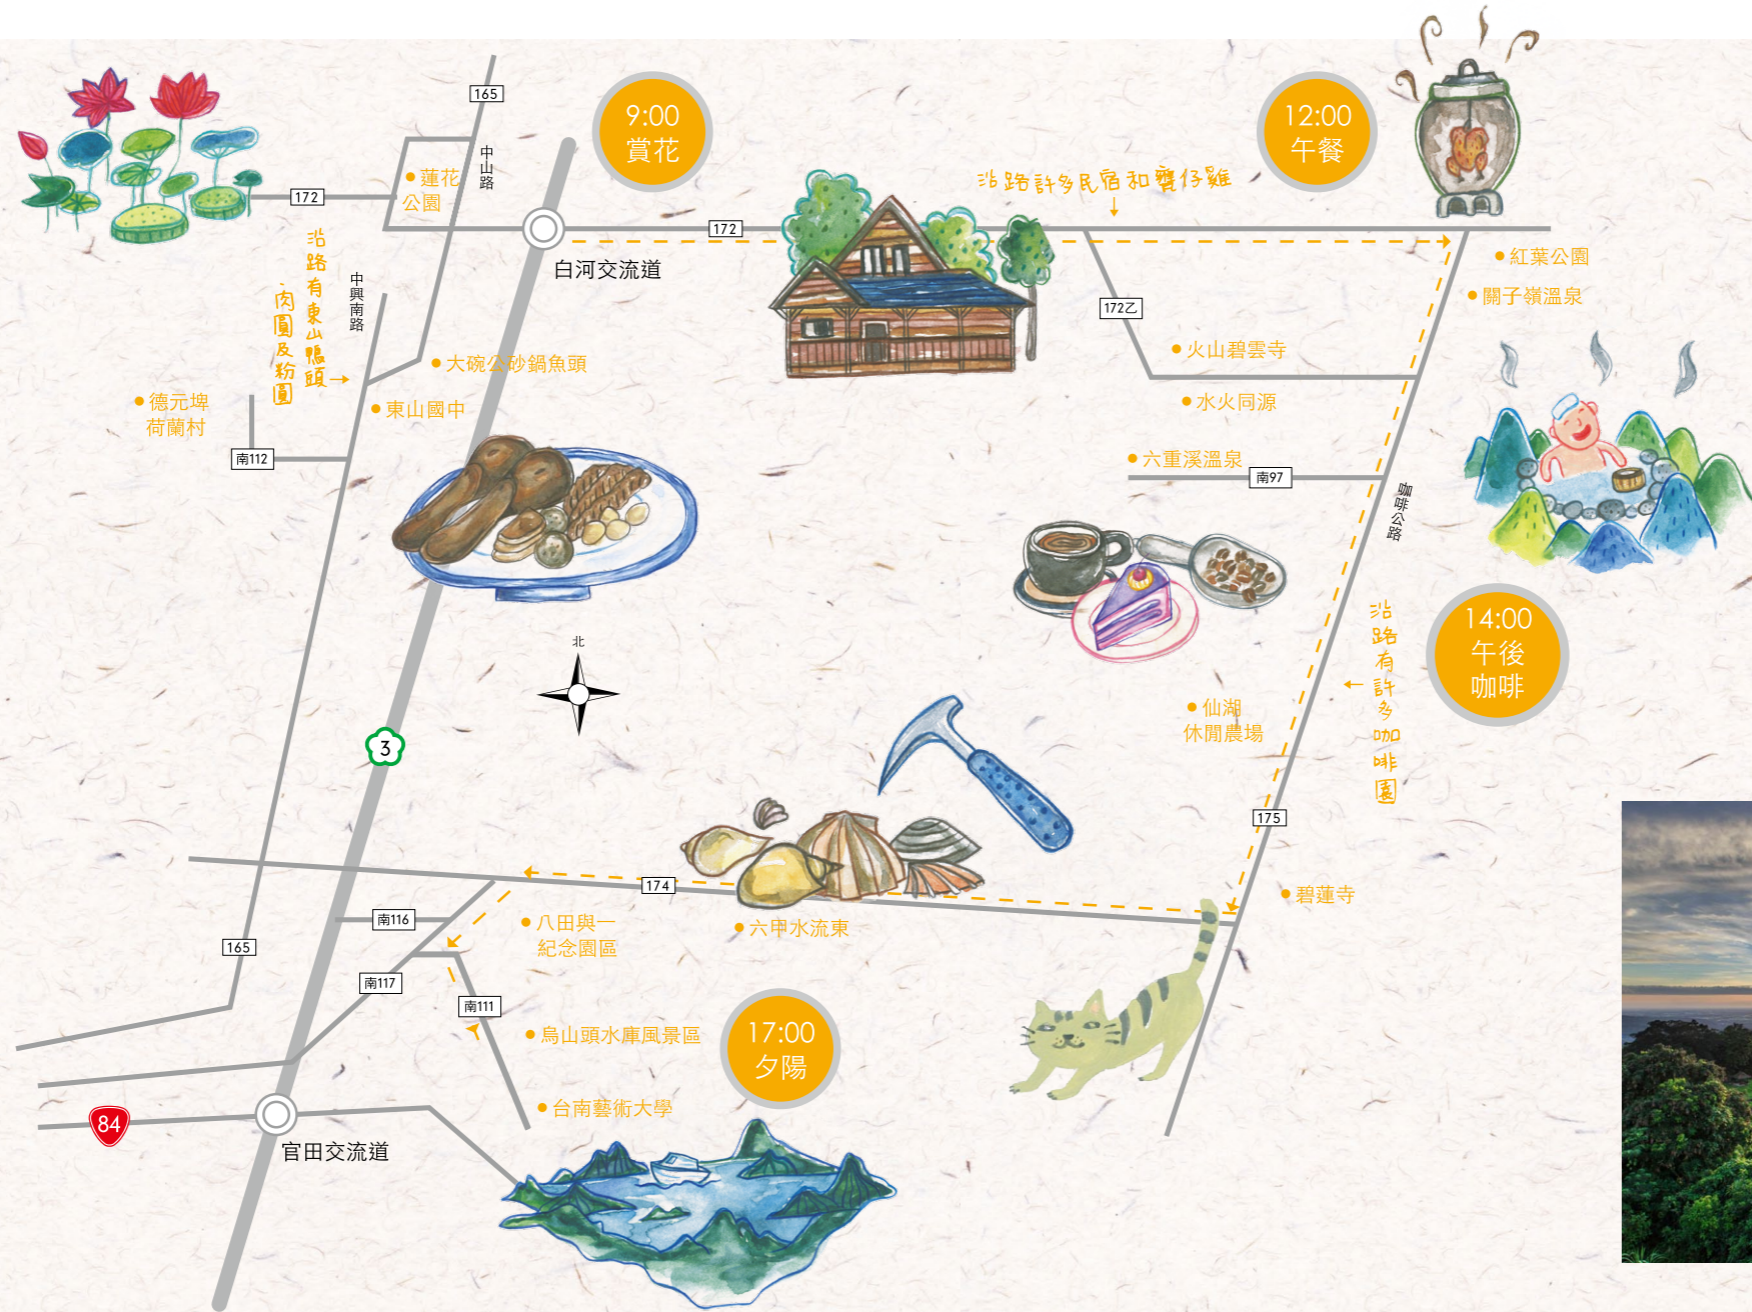 165
9:00
賞花
12:00
午餐
中山路
蓮花
公園
172
172
沿路許多民宿和甕仔雞
白河交流道
紅葉公園
關子嶺溫泉
沿路有東山鴨頭
、肉圓及粉圓
中興南路
172乙
火山碧雲寺
大碗公砂鍋魚頭
德元埤
荷蘭村
東山國中
水火同源
南112
六重溪溫泉
南97
咖啡公路
北
14:00
午後
咖啡
沿路有許多咖啡園
仙湖
休閒農場
3
175
174
碧蓮寺
南116
八田與一
紀念園區
六甲水流東
165
南117
南111
烏山頭水庫風景區
17:00
夕陽
台南藝術大學
84
官田交流道